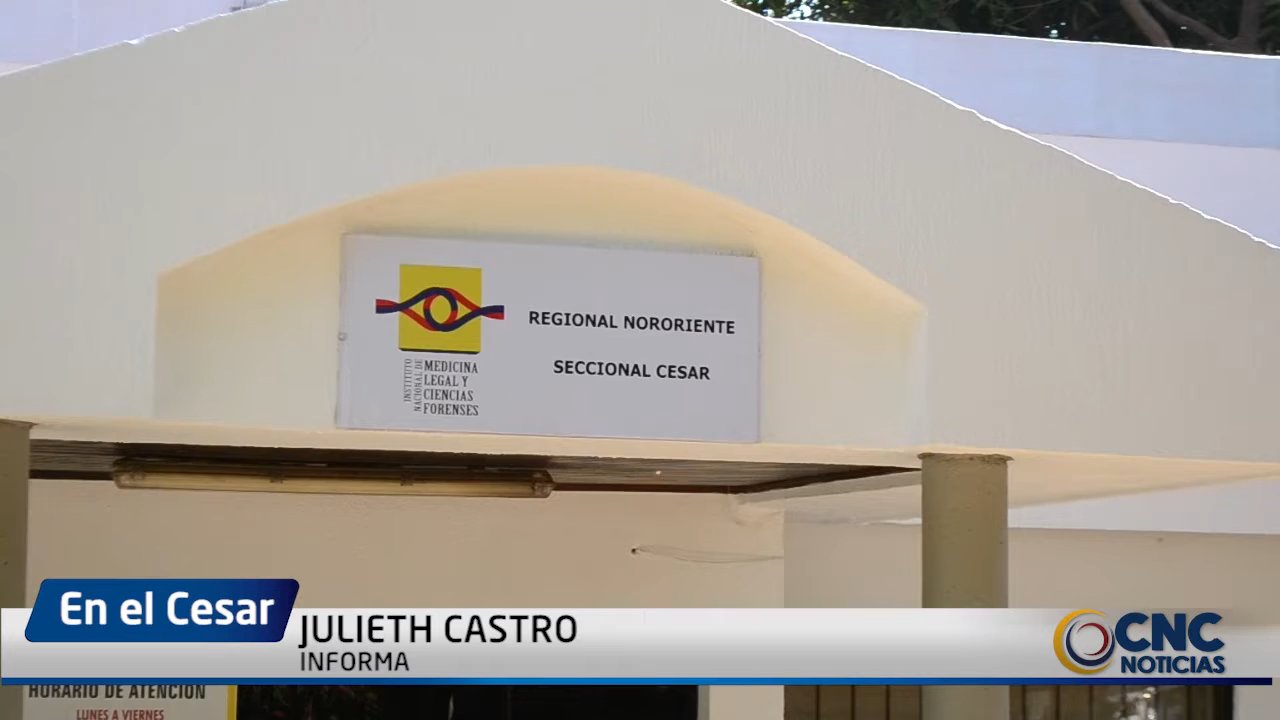 REGIONAL NORORIENTE
SECCIONAL CESAR
INSTITUTO
NACIONAL DE
MEDICINA
LEGAL Y
CIENCIAS
FORENSES
En el Cesar
JULIETH CASTRO
INFORMA
CNC
NOTICIAS
HORARIO DE ATENCION
LUNES A VIERNES